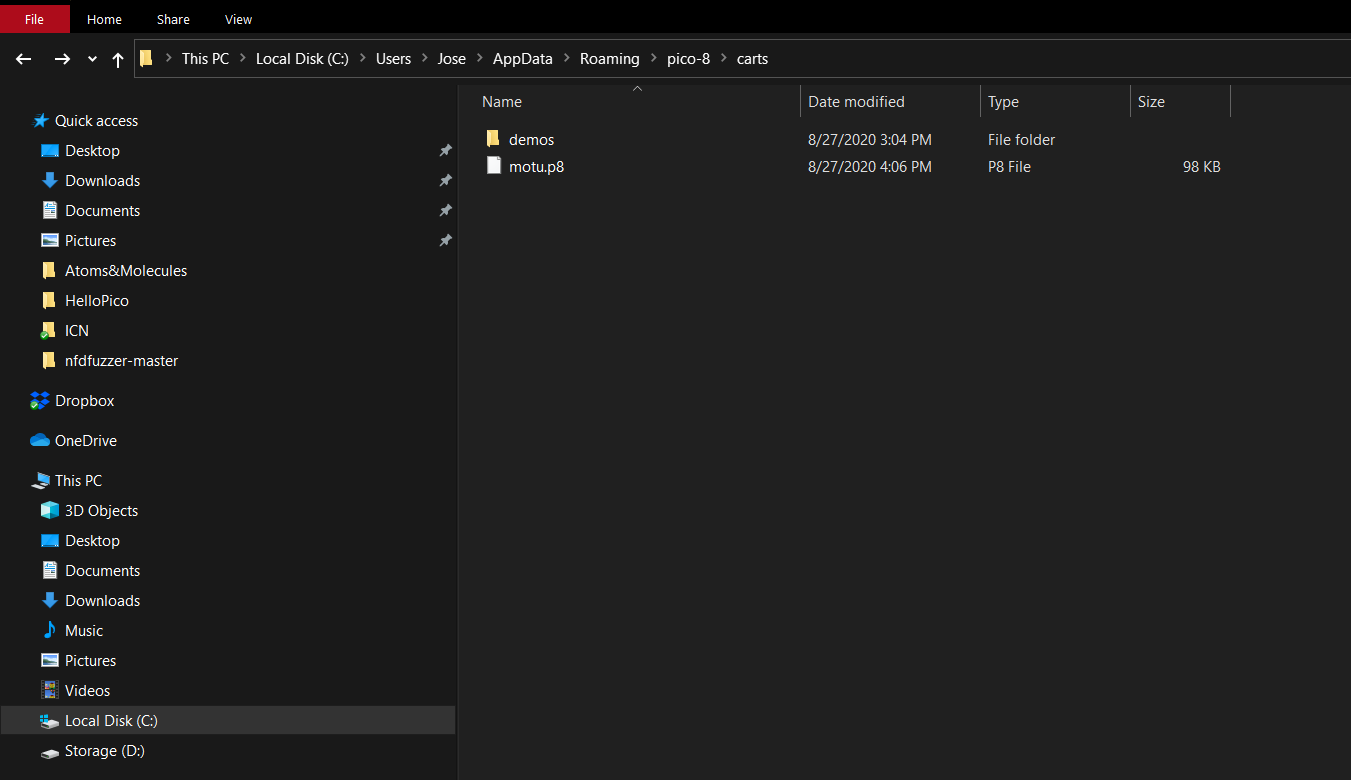 File Home Share View
This PC Local Disk (C:) Users Jose AppData Roaming pico-8 carts
Name Date modified Type Size
demos 8/27/2020 3:04 PM File folder
motu.p8 8/27/2020 4:06 PM P8 File 98 KB
Quick access
Desktop
Downloads
Documents
Pictures
Atoms&Molecules
HelloPico
ICN
nfdfuzzer-master
Dropbox
OneDrive
This PC
3D Objects
Desktop
Documents
Downloads
Music
Pictures
Videos
Local Disk (C:)
Storage (D:)